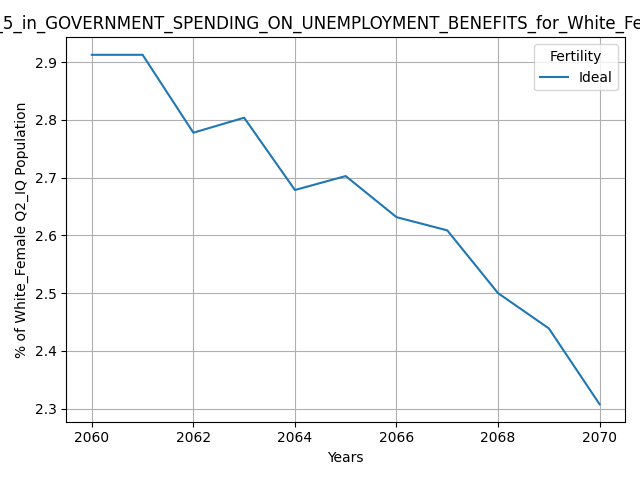 _5_in_GOVERNMENT_SPENDING_ON_UNEMPLOYMENT_BENEFITS_for_White_Fe
Fertility
Ideal
% of White_Female Q2_IQ Population
2.9
2.8
2.7
2.6
2.5
2.4
2.3
2060 2062 2064 2066 2068 2070
Years